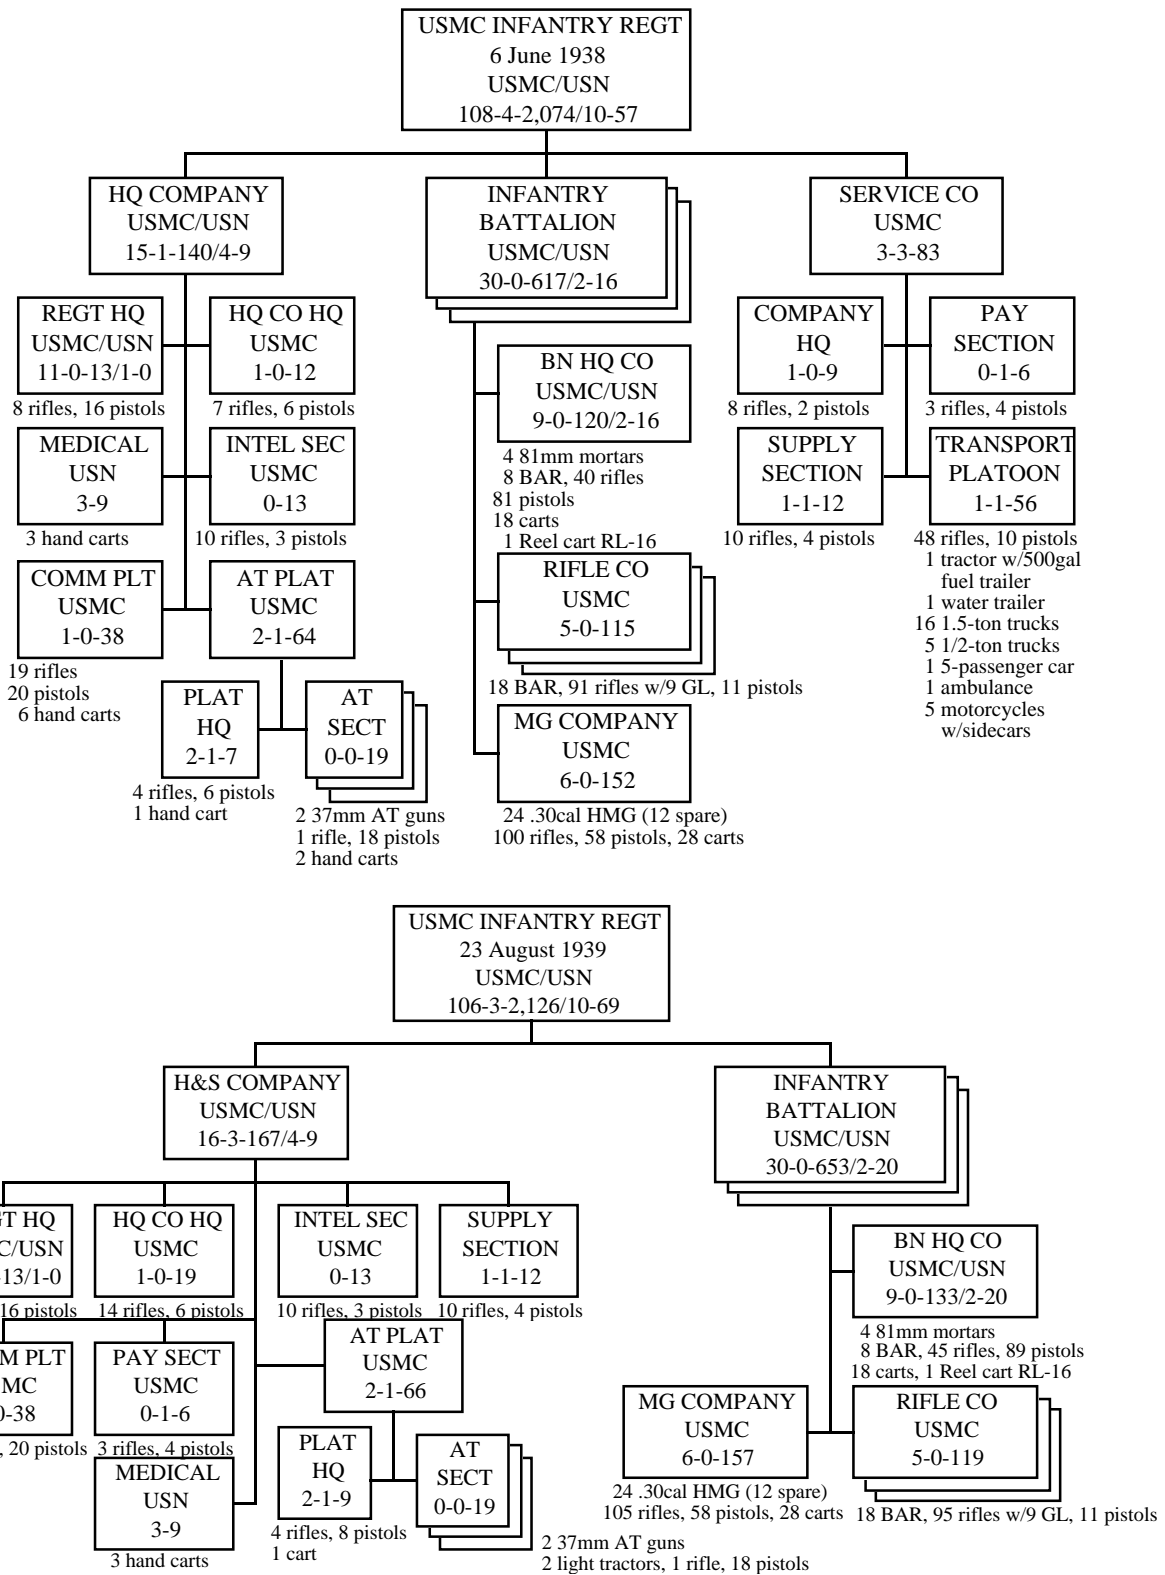 USMC INFANTRY REGT
6 June 1938
USMC/USN
108-4-2,074/10-57
HQ COMPANY
USMC/USN
15-1-140/4-9
INFANTRY
BATTALION
USMC/USN
30-0-617/2-16
SERVICE CO
USMC
3-3-83
REGT HQ
USMC/USN
11-0-13/1-0
8 rifles, 16 pistols
HQ CO HQ
USMC
1-0-12
7 rifles, 6 pistols
MEDICAL
USN
3-9
3 hand carts
INTEL SEC
USMC
0-13
10 rifles, 3 pistols
COMM PLT
USMC
1-0-38
19 rifles
20 pistols
6 hand carts
AT PLAT
USMC
2-1-64
PLAT
HQ
2-1-7
4 rifles, 6 pistols
1 hand cart
AT
SECT
0-0-19
2 37mm AT guns
1 rifle, 18 pistols
2 hand carts
BN HQ CO
USMC/USN
9-0-120/2-16
4 81mm mortars
8 BAR, 40 rifles
81 pistols
18 carts
1 Reel cart RL-16
RIFLE CO
USMC
5-0-115
18 BAR, 91 rifles w/9 GL, 11 pistols
MG COMPANY
USMC
6-0-152
24 .30cal HMG (12 spare)
100 rifles, 58 pistols, 28 carts
COMPANY
HQ
1-0-9
8 rifles, 2 pistols
PAY
SECTION
0-1-6
3 rifles, 4 pistols
SUPPLY
SECTION
1-1-12
10 rifles, 4 pistols
TRANSPORT
PLATOON
1-1-56
48 rifles, 10 pistols
1 tractor w/500gal
fuel trailer
1 water trailer
16 1.5-ton trucks
5 1/2-ton trucks
1 5-passenger car
1 ambulance
5 motorcycles
w/sidecars
USMC INFANTRY REGT
23 August 1939
USMC/USN
106-3-2,126/10-69
H&S COMPANY
USMC/USN
16-3-167/4-9
INFANTRY
BATTALION
USMC/USN
30-0-653/2-20
T HQ
C/USN
13/1-0
16 pistols
HQ CO HQ
USMC
1-0-19
14 rifles, 6 pistols
INTEL SEC
USMC
0-13
10 rifles, 3 pistols
SUPPLY
SECTION
1-1-12
10 rifles, 4 pistols
M PLT
MC
0-38
, 20 pistols
PAY SECT
USMC
0-1-6
3 rifles, 4 pistols
MEDICAL
USN
3-9
3 hand carts
AT PLAT
USMC
2-1-66
PLAT
HQ
2-1-9
4 rifles, 8 pistols
1 cart
AT
SECT
0-0-19
2 37mm AT guns
2 light tractors, 1 rifle, 18 pistols
BN HQ CO
USMC/USN
9-0-133/2-20
4 81mm mortars
8 BAR, 45 rifles, 89 pistols
18 carts, 1 Reel cart RL-16
MG COMPANY
USMC
6-0-157
24 .30cal HMG (12 spare)
105 rifles, 58 pistols, 28 carts
RIFLE CO
USMC
5-0-119
18 BAR, 95 rifles w/9 GL, 11 pistols